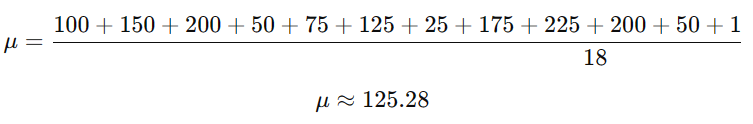 μ = 100 + 150 + 200 + 50 + 75 + 125 + 25 + 175 + 225 + 200 + 50 + 1
18
μ ≈ 125.28